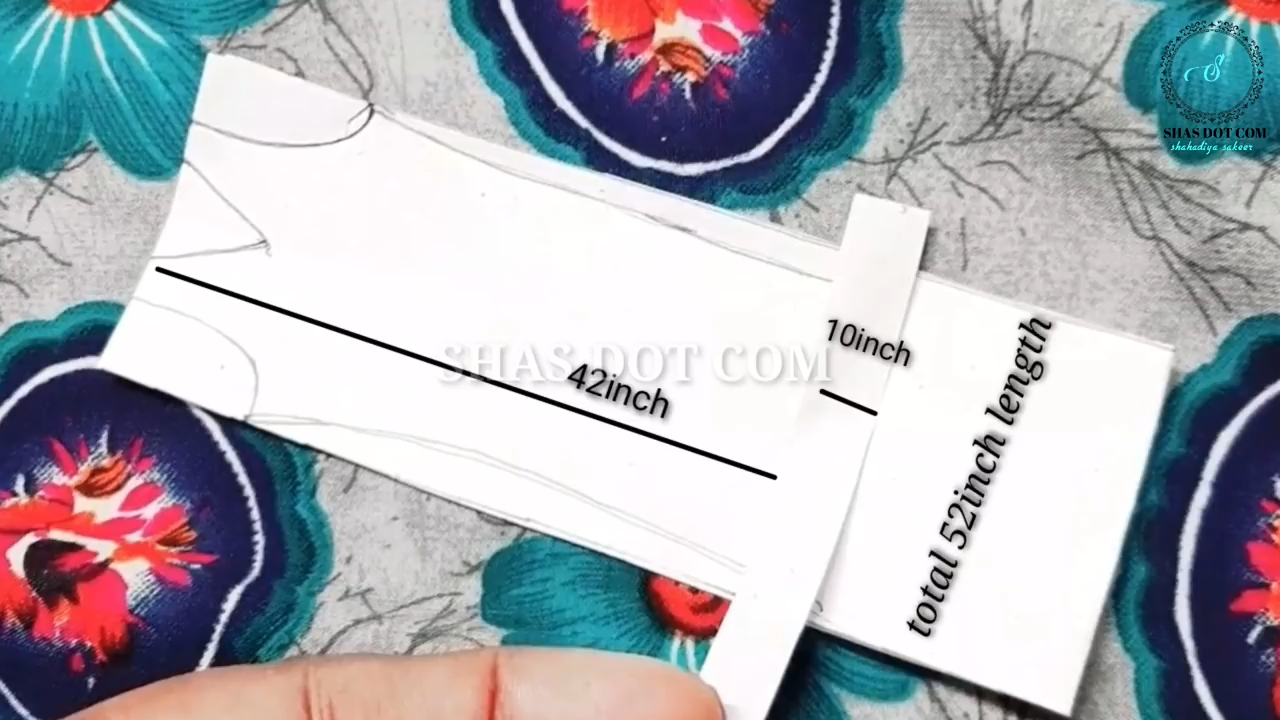 SHAS DOT COM
shahadiya sakeer
10inch
SHAS DOT COM
42inch
total 52inch length